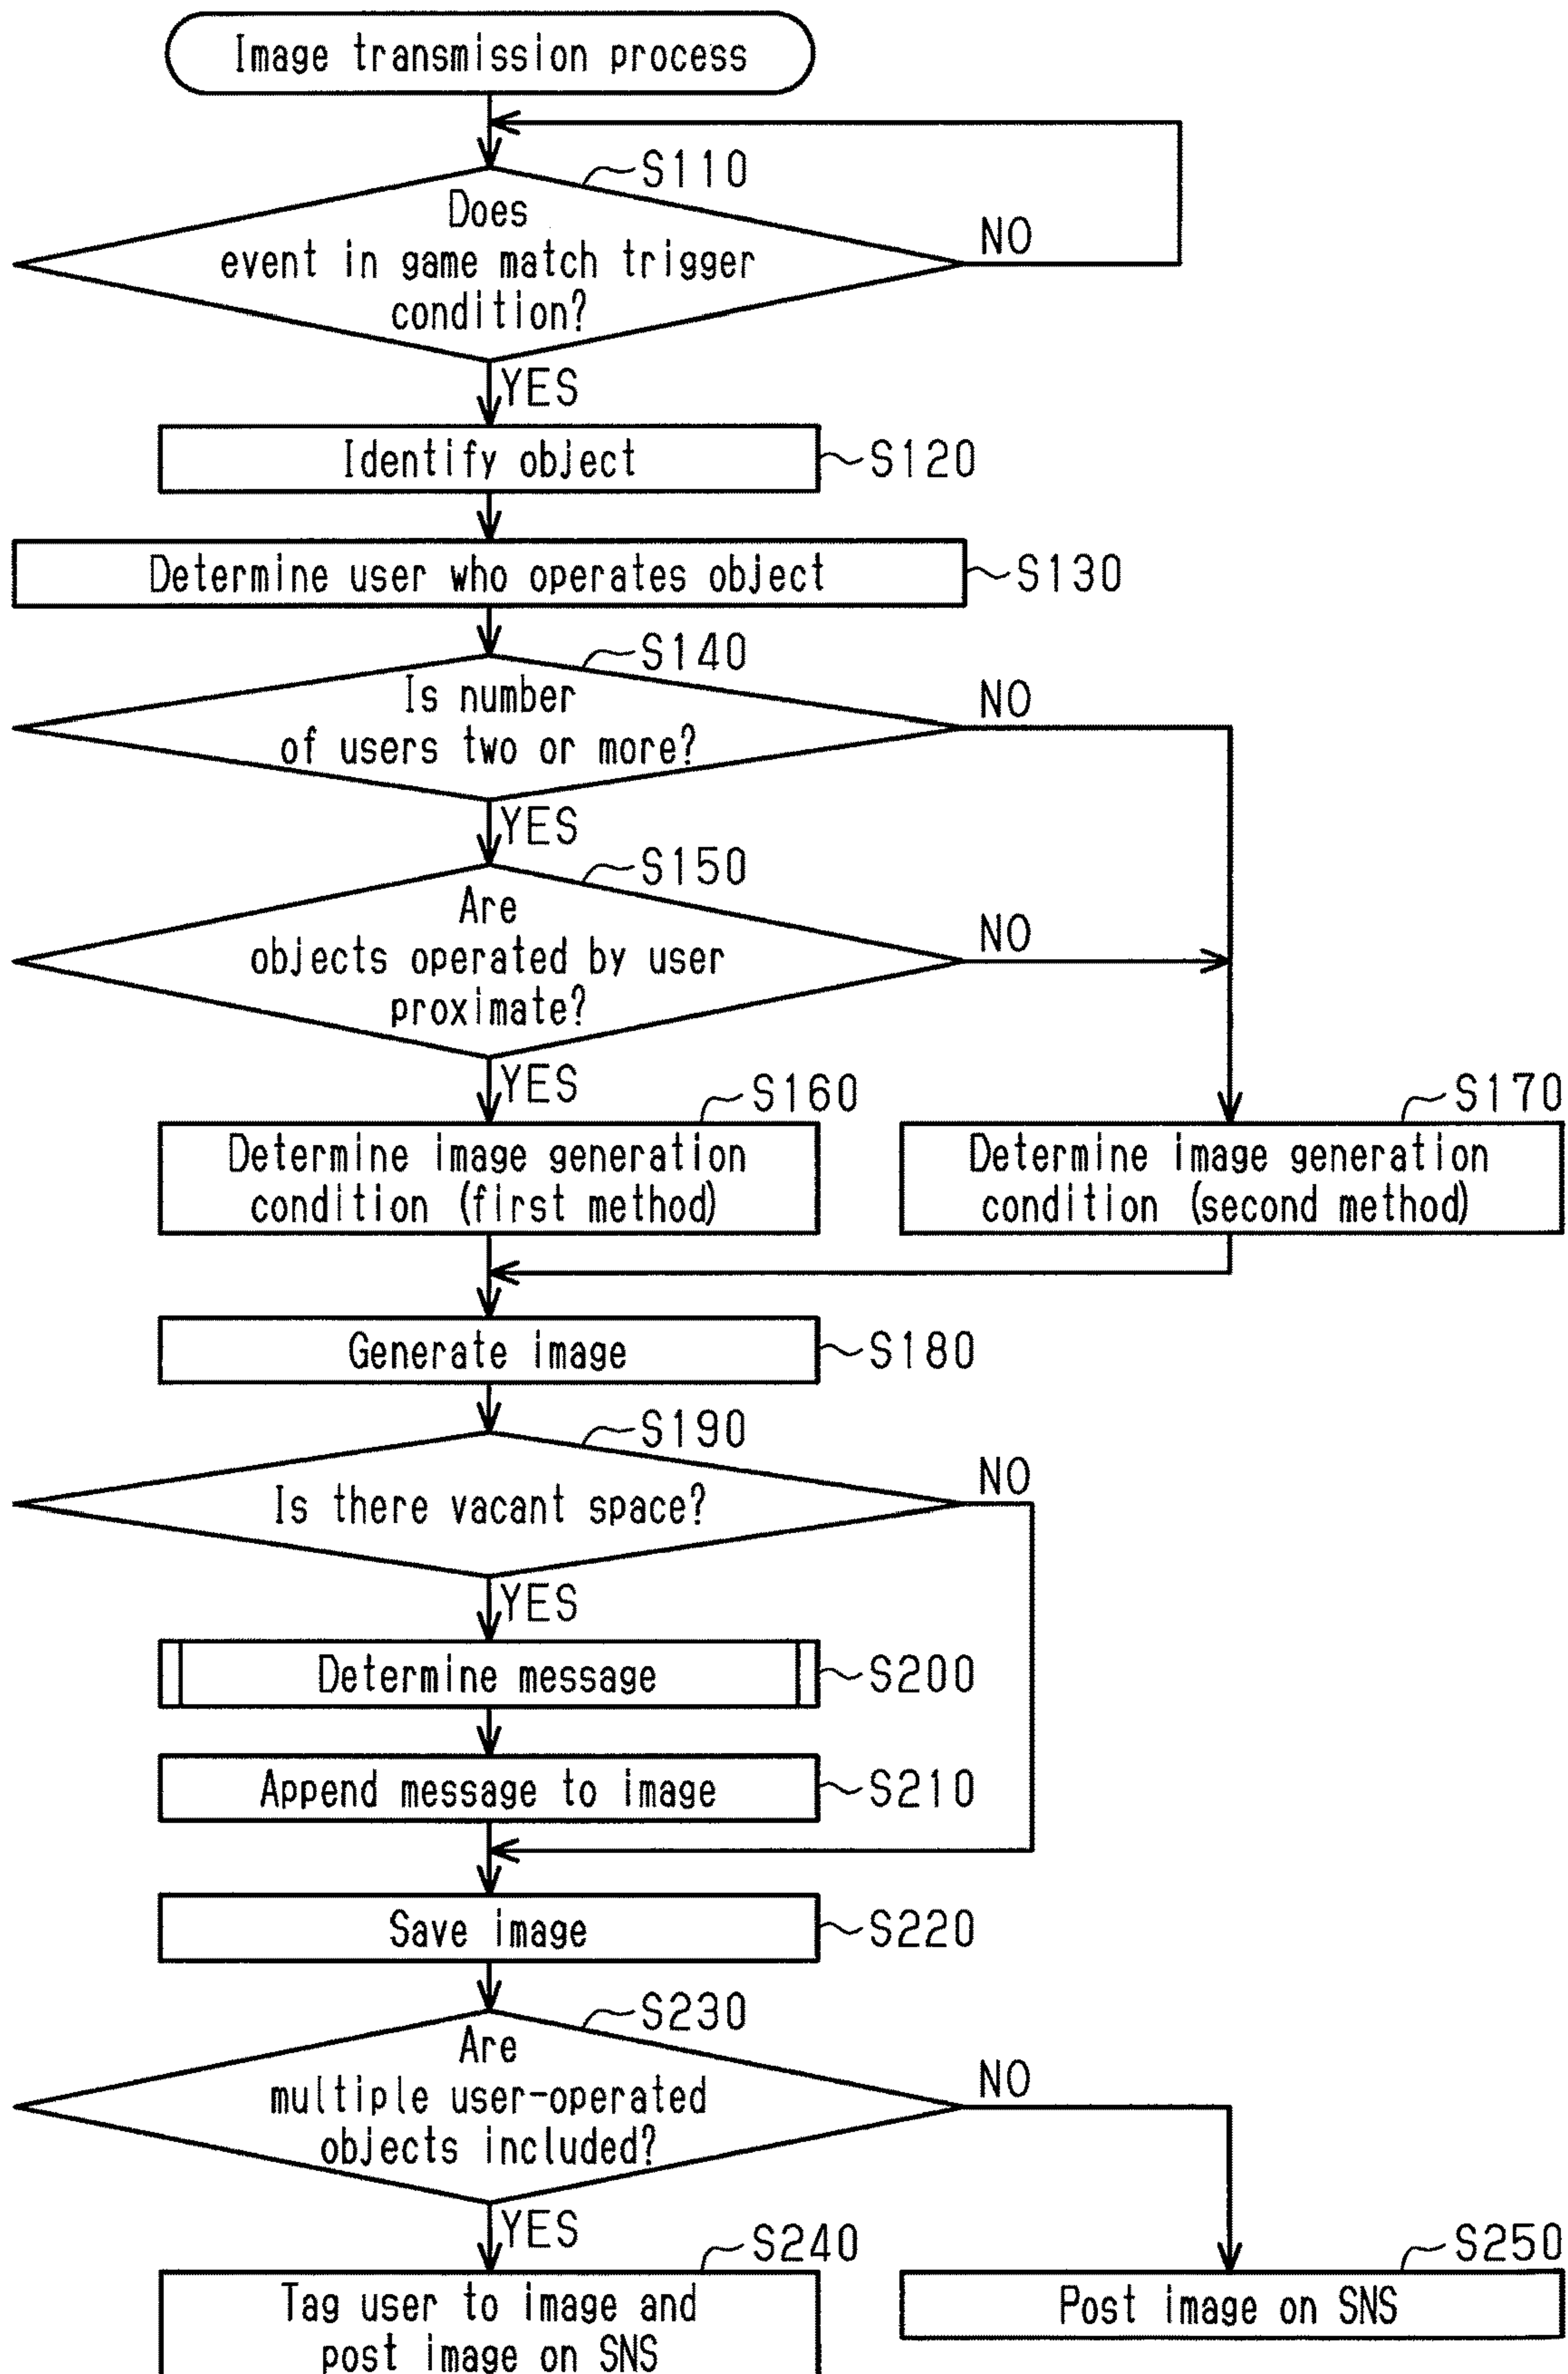 Image transmission process
S110
Does
event in game match trigger
condition?
NO
YES
Identify object
S120
Determine user who operates object
S130
S140
Is number
of users two or more?
NO
YES
S150
Are
objects operated by user
proximate?
NO
YES
S160
Determine image generation
condition (first method)
S170
Determine image generation
condition (second method)
Generate image
S180
S190
Is there vacant space?
NO
YES
Determine message
S200
Append message to image
S210
Save image
S220
S230
Are
multiple user-operated
objects included?
NO
YES
S240
Tag user to image and
post image on SNS
S250
Post image on SNS